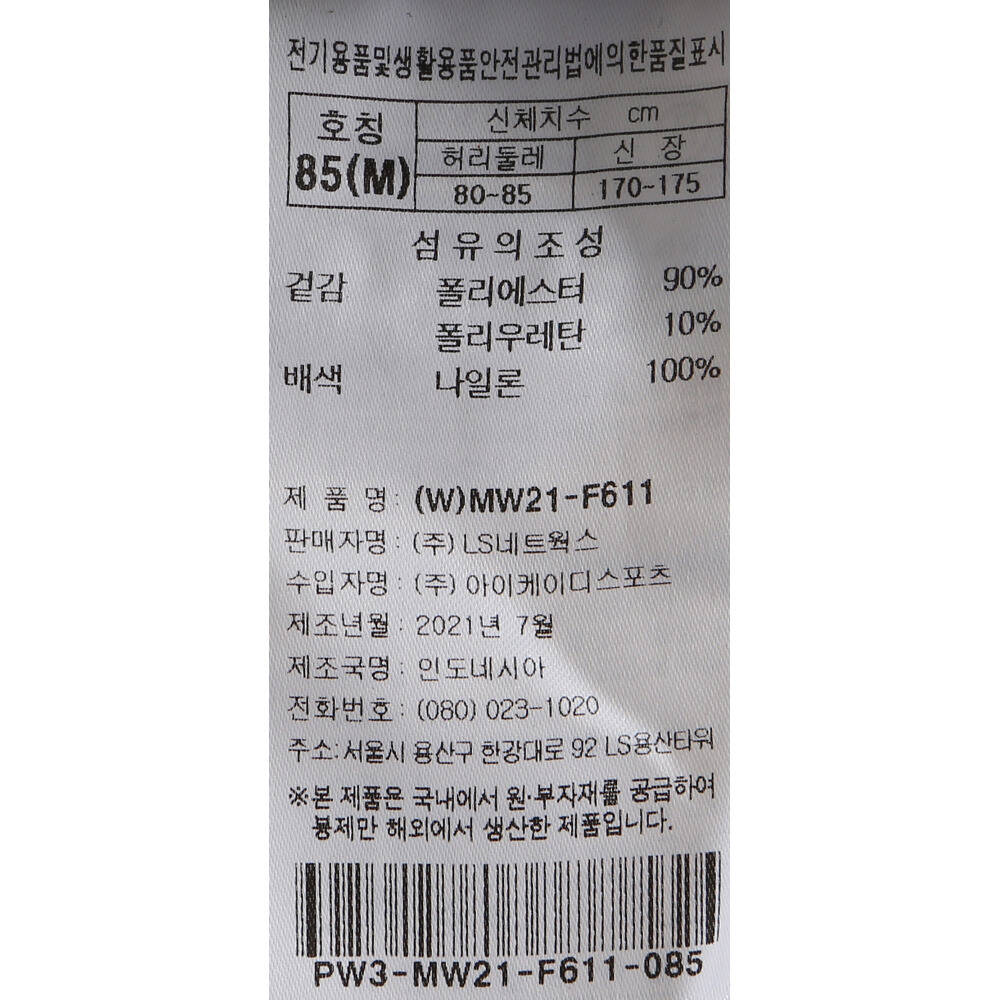 전기용품및생활용품안전관리법에의한품질표시
호칭 신체치수 cm
85(M) 허리둘레 신 장
80~85 170~175
섬 유 의 조 성
겉감 폴리에스터 90%
폴리우레탄 10%
배색 나일론 100%
제 품 명 : (W)MW21-F611
판매자명 : (주) LS네트웍스
수입자명 : (주) 아이케이디스포츠
제조년월 : 2021년 7월
제조국명 : 인도네시아
전화번호 : (080) 023-1020
주소: 서울시 용산구 한강대로 92 LS용산타워
※본 제품은 국내에서 원·부자재를 공급하여
봉제만 해외에서 생산한 제품입니다.
PW3-MW21-F611-085